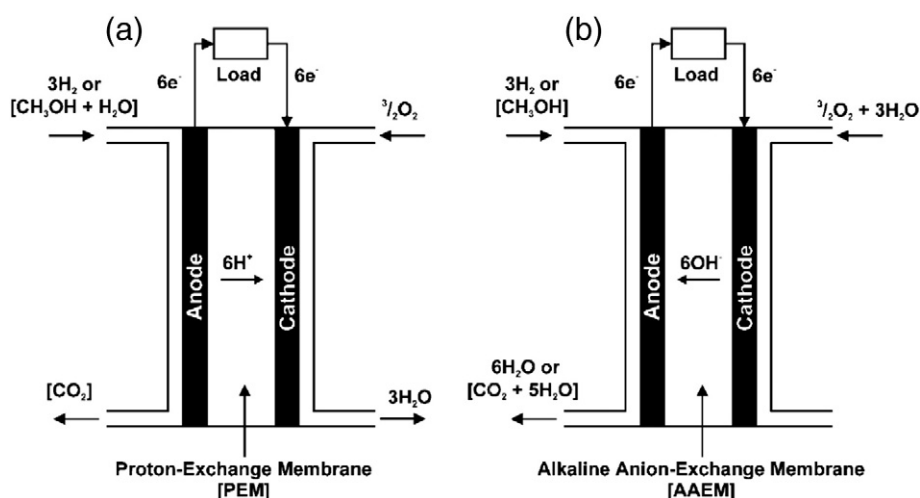 (a)
6e⁻
Load
6e⁻
3H₂ or
[CH₃OH + H₂O]
³/₂O₂
Anode
6H⁺
Cathode
[CO₂]
3H₂O
Proton-Exchange Membrane
[PEM]
(b)
6e⁻
Load
6e⁻
3H₂ or
[CH₃OH]
³/₂O₂ + 3H₂O
Anode
6OH⁻
Cathode
6H₂O or
[CO₂ + 5H₂O]
Alkaline Anion-Exchange Membrane
[AAEM]